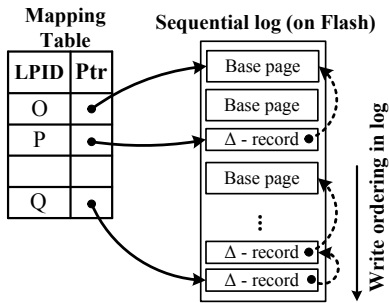 Mapping
Table
LPID Ptr
O
P
Q
Sequential log (on Flash)
Base page
Base page
Δ - record
Base page
...
Δ - record
Δ - record
Write ordering in log